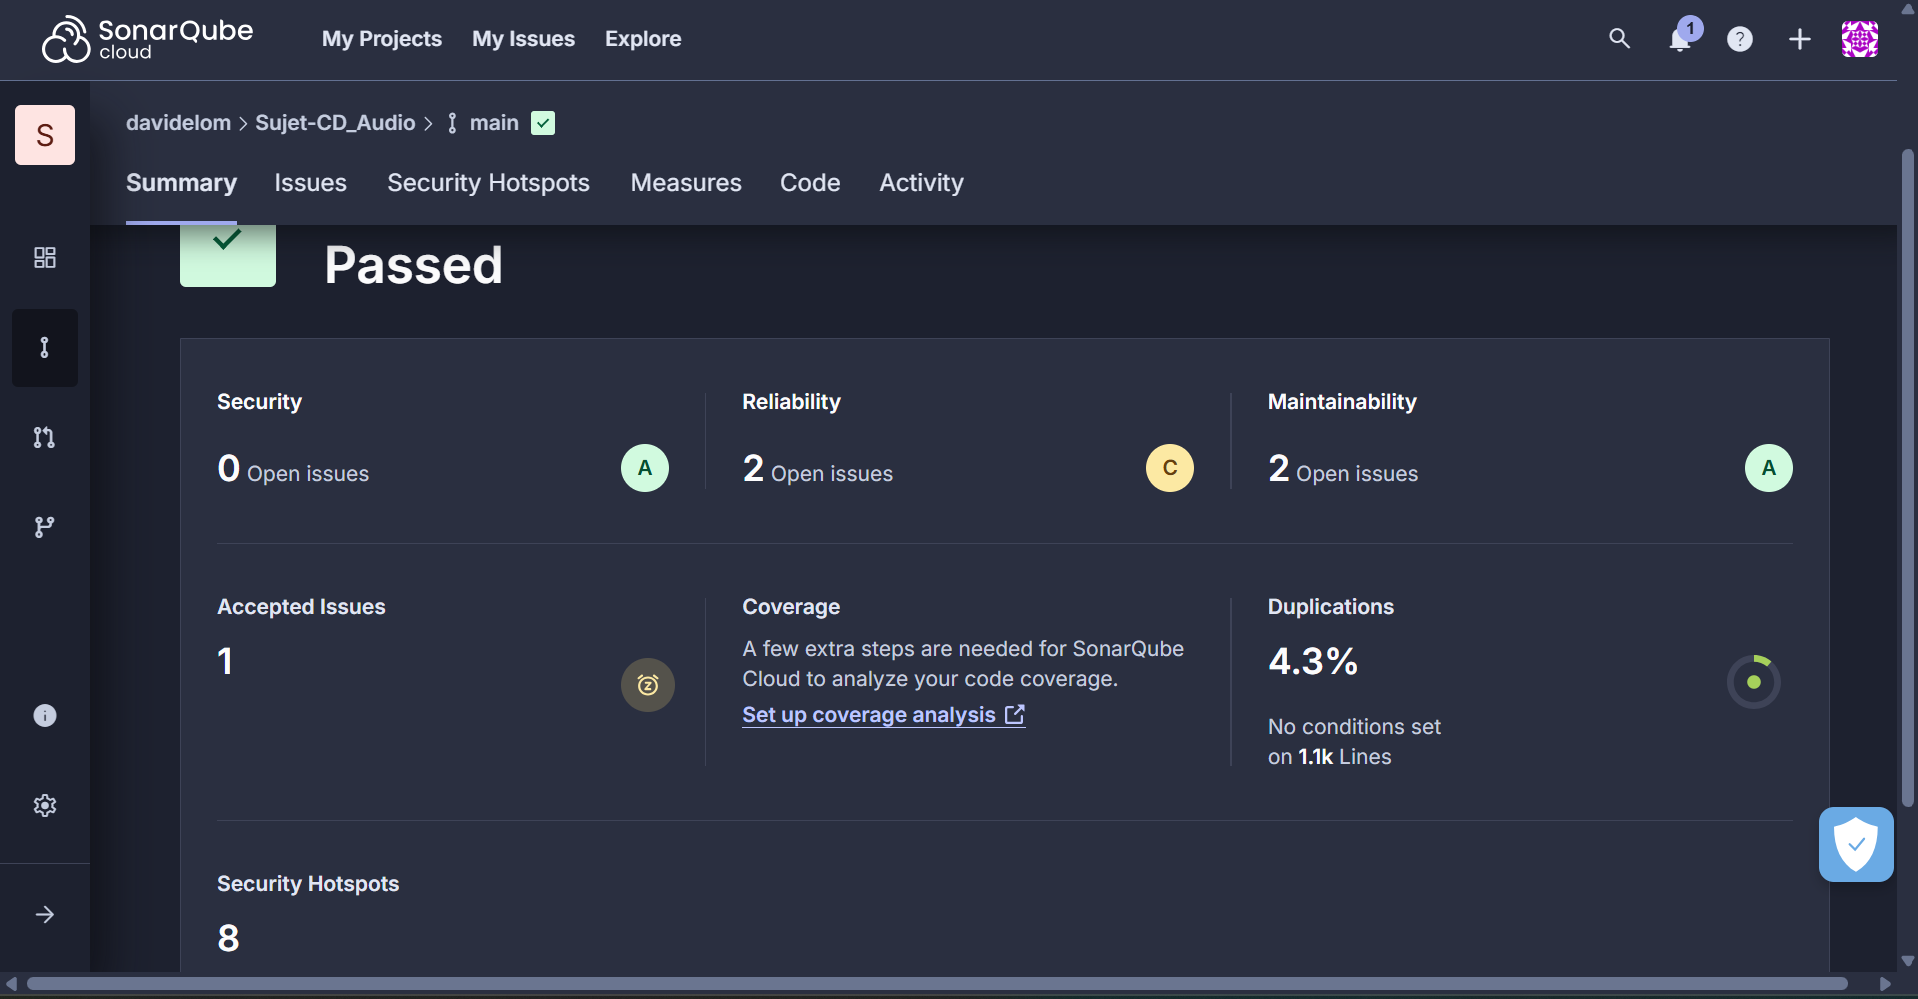 SonarQube
cloud
My Projects
My Issues
Explore
1
?
S
davidelom > Sujet-CD_Audio > main
Summary
Issues
Security Hotspots
Measures
Code
Activity
Passed
Security
0 Open issues
A
Reliability
2 Open issues
C
Maintainability
2 Open issues
A
Accepted Issues
1
Coverage
A few extra steps are needed for SonarQube
Cloud to analyze your code coverage.
Set up coverage analysis
Duplications
4.3%
No conditions set
on 1.1k Lines
Security Hotspots
8